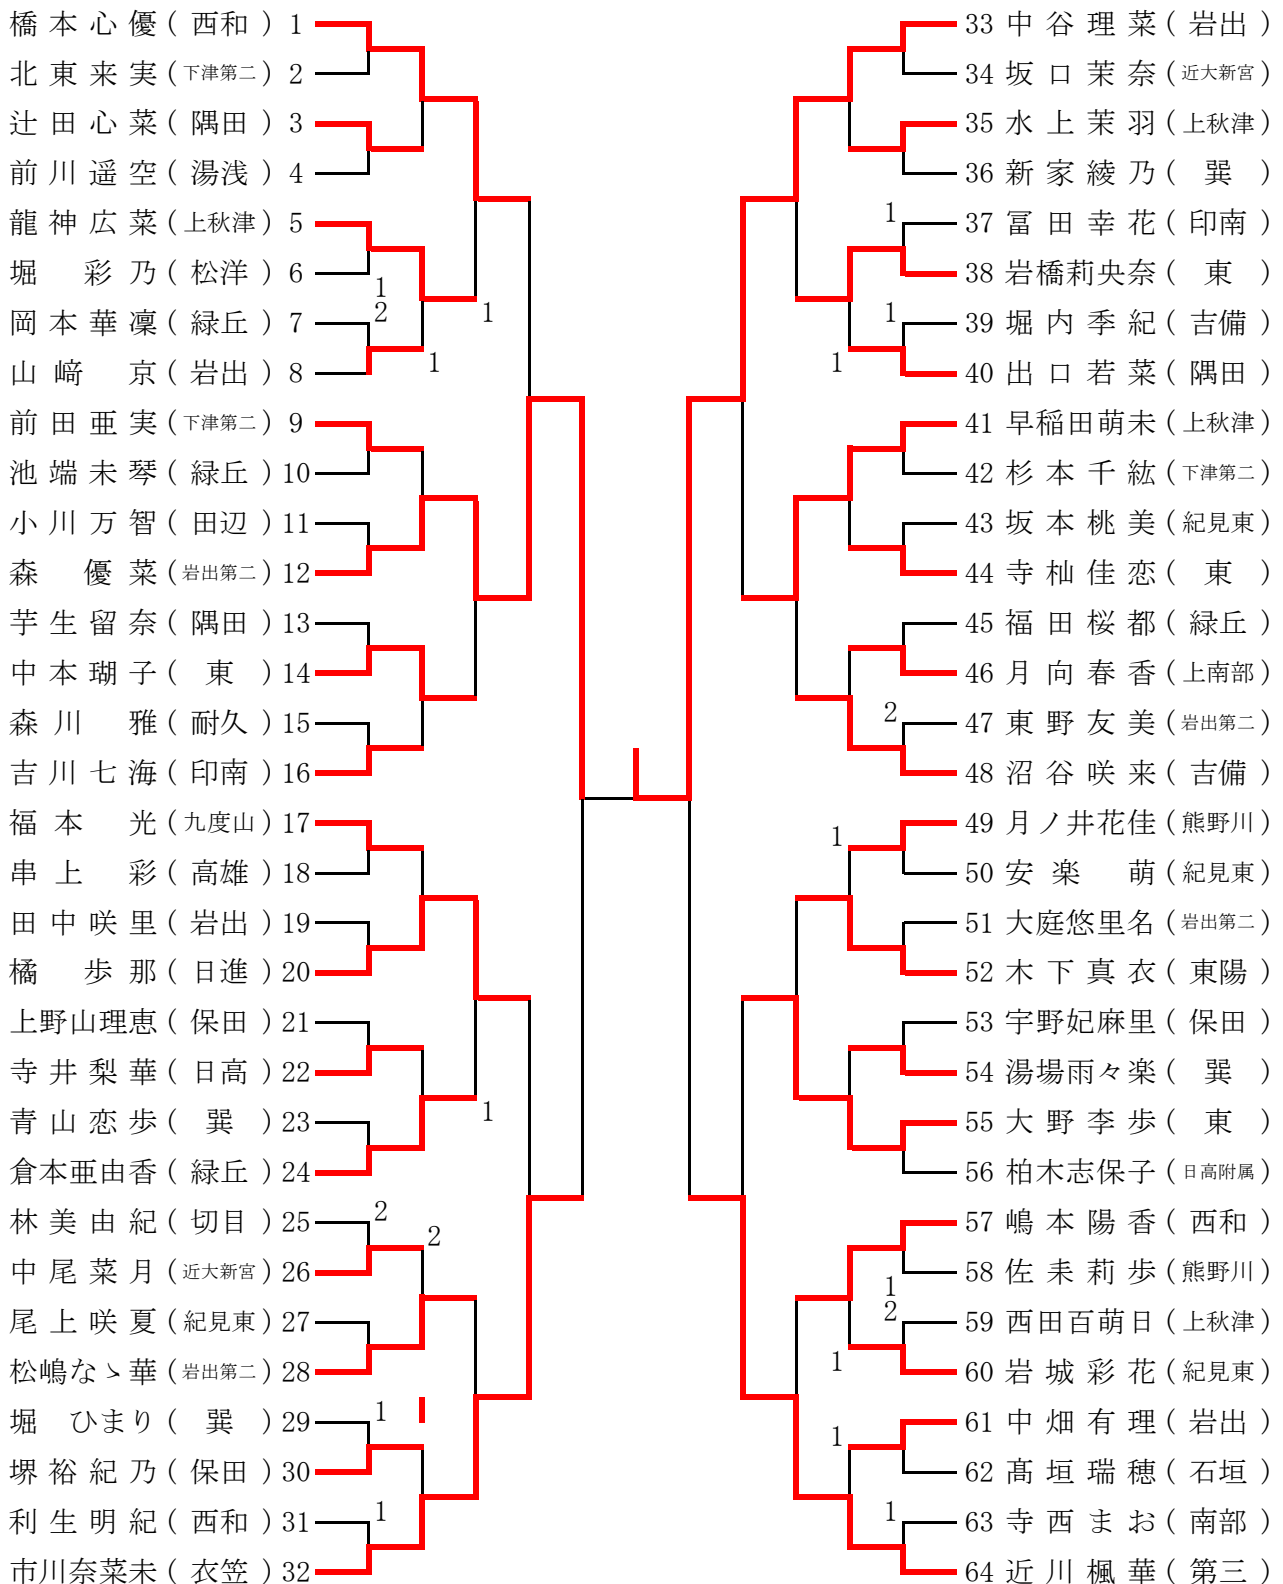 橋本心優(西和)1
北東来実(下津第二)2
辻田心菜(隅田)3
前川遥空(湯浅)4
龍神広菜(上秋津)5
堀 彩乃(松洋)6
1
岡本華凜(緑丘)7
2
1
山﨑 京(岩出)8
1
前田亜実(下津第二)9
池端未琴(緑丘)10
小川万智(田辺)11
森 優菜(岩出第二)12
芋生留奈(隅田)13
中本瑚子(東)14
森川 雅(耐久)15
吉川七海(印南)16
福本 光(九度山)17
串上 彩(高雄)18
田中咲里(岩出)19
橘 歩那(日進)20
上野山理恵(保田)21
寺井梨華(日高)22
青山恋歩(巽)23
1
倉本亜由香(緑丘)24
林美由紀(切目)25
2
2
中尾菜月(近大新宮)26
尾上咲夏(紀見東)27
松嶋なゝ華(岩出第二)28
堀 ひまり(巽)29
1
堺裕紀乃(保田)30
利生明紀(西和)31
1
市川奈菜未(衣笠)32
33 中谷理菜(岩出)
34 坂口茉奈(近大新宮)
35 水上茉羽(上秋津)
36 新家綾乃(巽)
1
37 冨田幸花(印南)
38 岩橋莉央奈(東)
1
39 堀内季紀(吉備)
1
40 出口若菜(隅田)
41 早稲田萌未(上秋津)
42 杉本千紘(下津第二)
43 坂本桃美(紀見東)
44 寺杣佳恋(東)
45 福田桜都(緑丘)
46 月向春香(上南部)
2
47 東野友美(岩出第二)
48 沼谷咲来(吉備)
1
49 月ノ井花佳(熊野川)
50 安楽 萌(紀見東)
51 大庭悠里名(岩出第二)
52 木下真衣(東陽)
53 宇野妃麻里(保田)
54 湯場雨々楽(巽)
55 大野李歩(東)
56 柏木志保子(日高附属)
57 嶋本陽香(西和)
58 佐耒莉歩(熊野川)
1
2
59 西田百萌日(上秋津)
1
60 岩城彩花(紀見東)
1
61 中畑有理(岩出)
62 髙垣瑞穂(石垣)
1
63 寺西まお(南部)
64 近川楓華(第三)